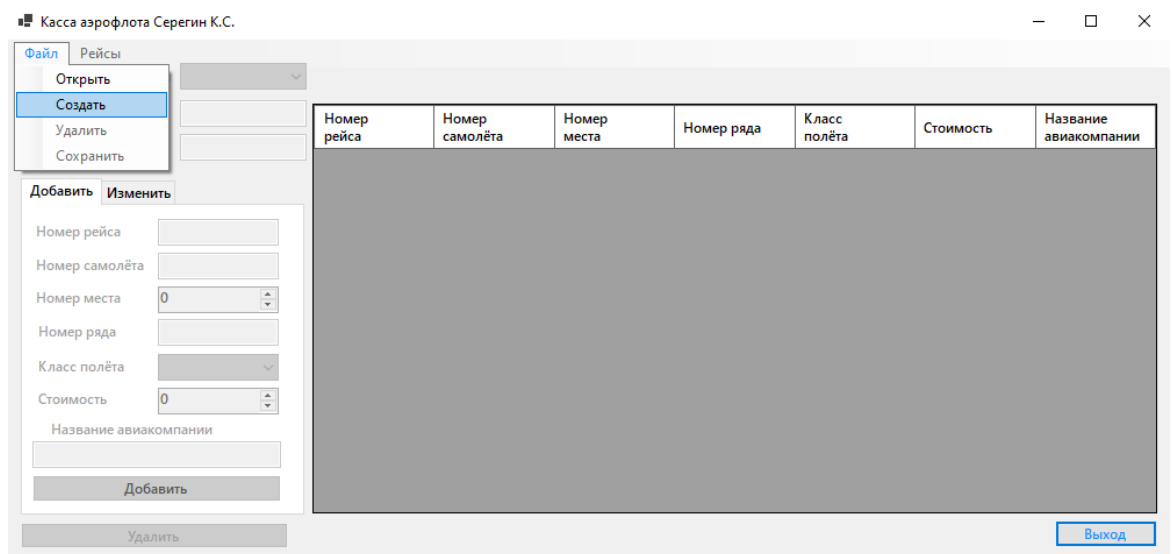 Касса аэрофлота Серегин К.С.
Файл Рейсы
Открыть
Создать
Удалить
Сохранить
Добавить Изменить
Номер рейса
Номер самолёта
Номер места 0
Номер ряда
Класс полёта
Стоимость 0
Название авиакомпании
Добавить
Удалить
Номер рейса
Номер самолёта
Номер места
Номер ряда
Класс полёта
Стоимость
Название авиакомпании
Выход